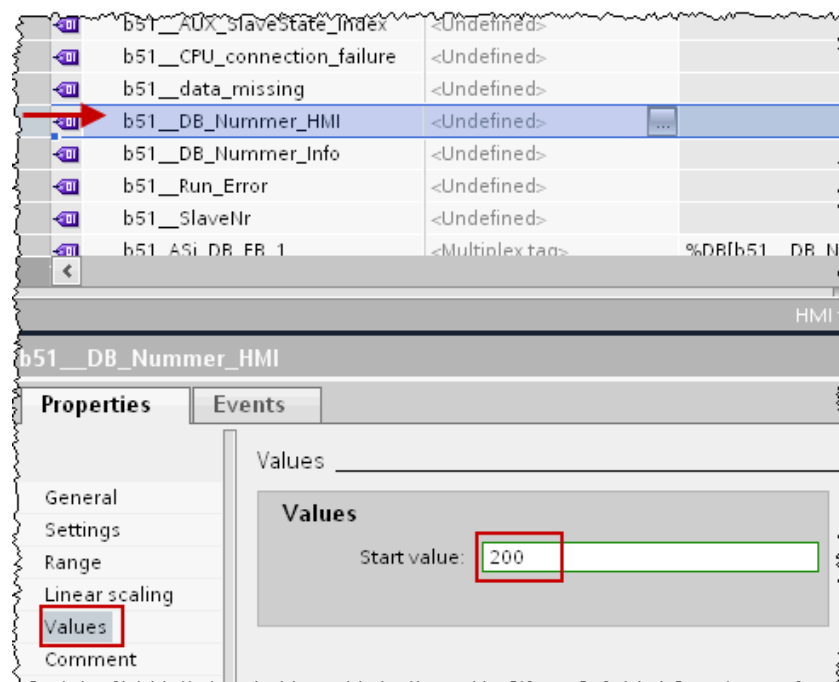 b51__AUX_SlaveState_Index <Undefined>
b51__CPU_connection_failure <Undefined>
b51__data_missing <Undefined>
b51__DB_Nummer_HMI <Undefined> ...
b51__DB_Nummer_Info <Undefined>
b51__Run_Error <Undefined>
b51__SlaveNr <Undefined>
b51_ASi_DB_FB_1 <Multiplex tag> %DB[b51__DB_N
HMI
b51__DB_Nummer_HMI
Properties Events
Values
General
Values
Settings
Start value: 200
Range
Linear scaling
Values
Comment